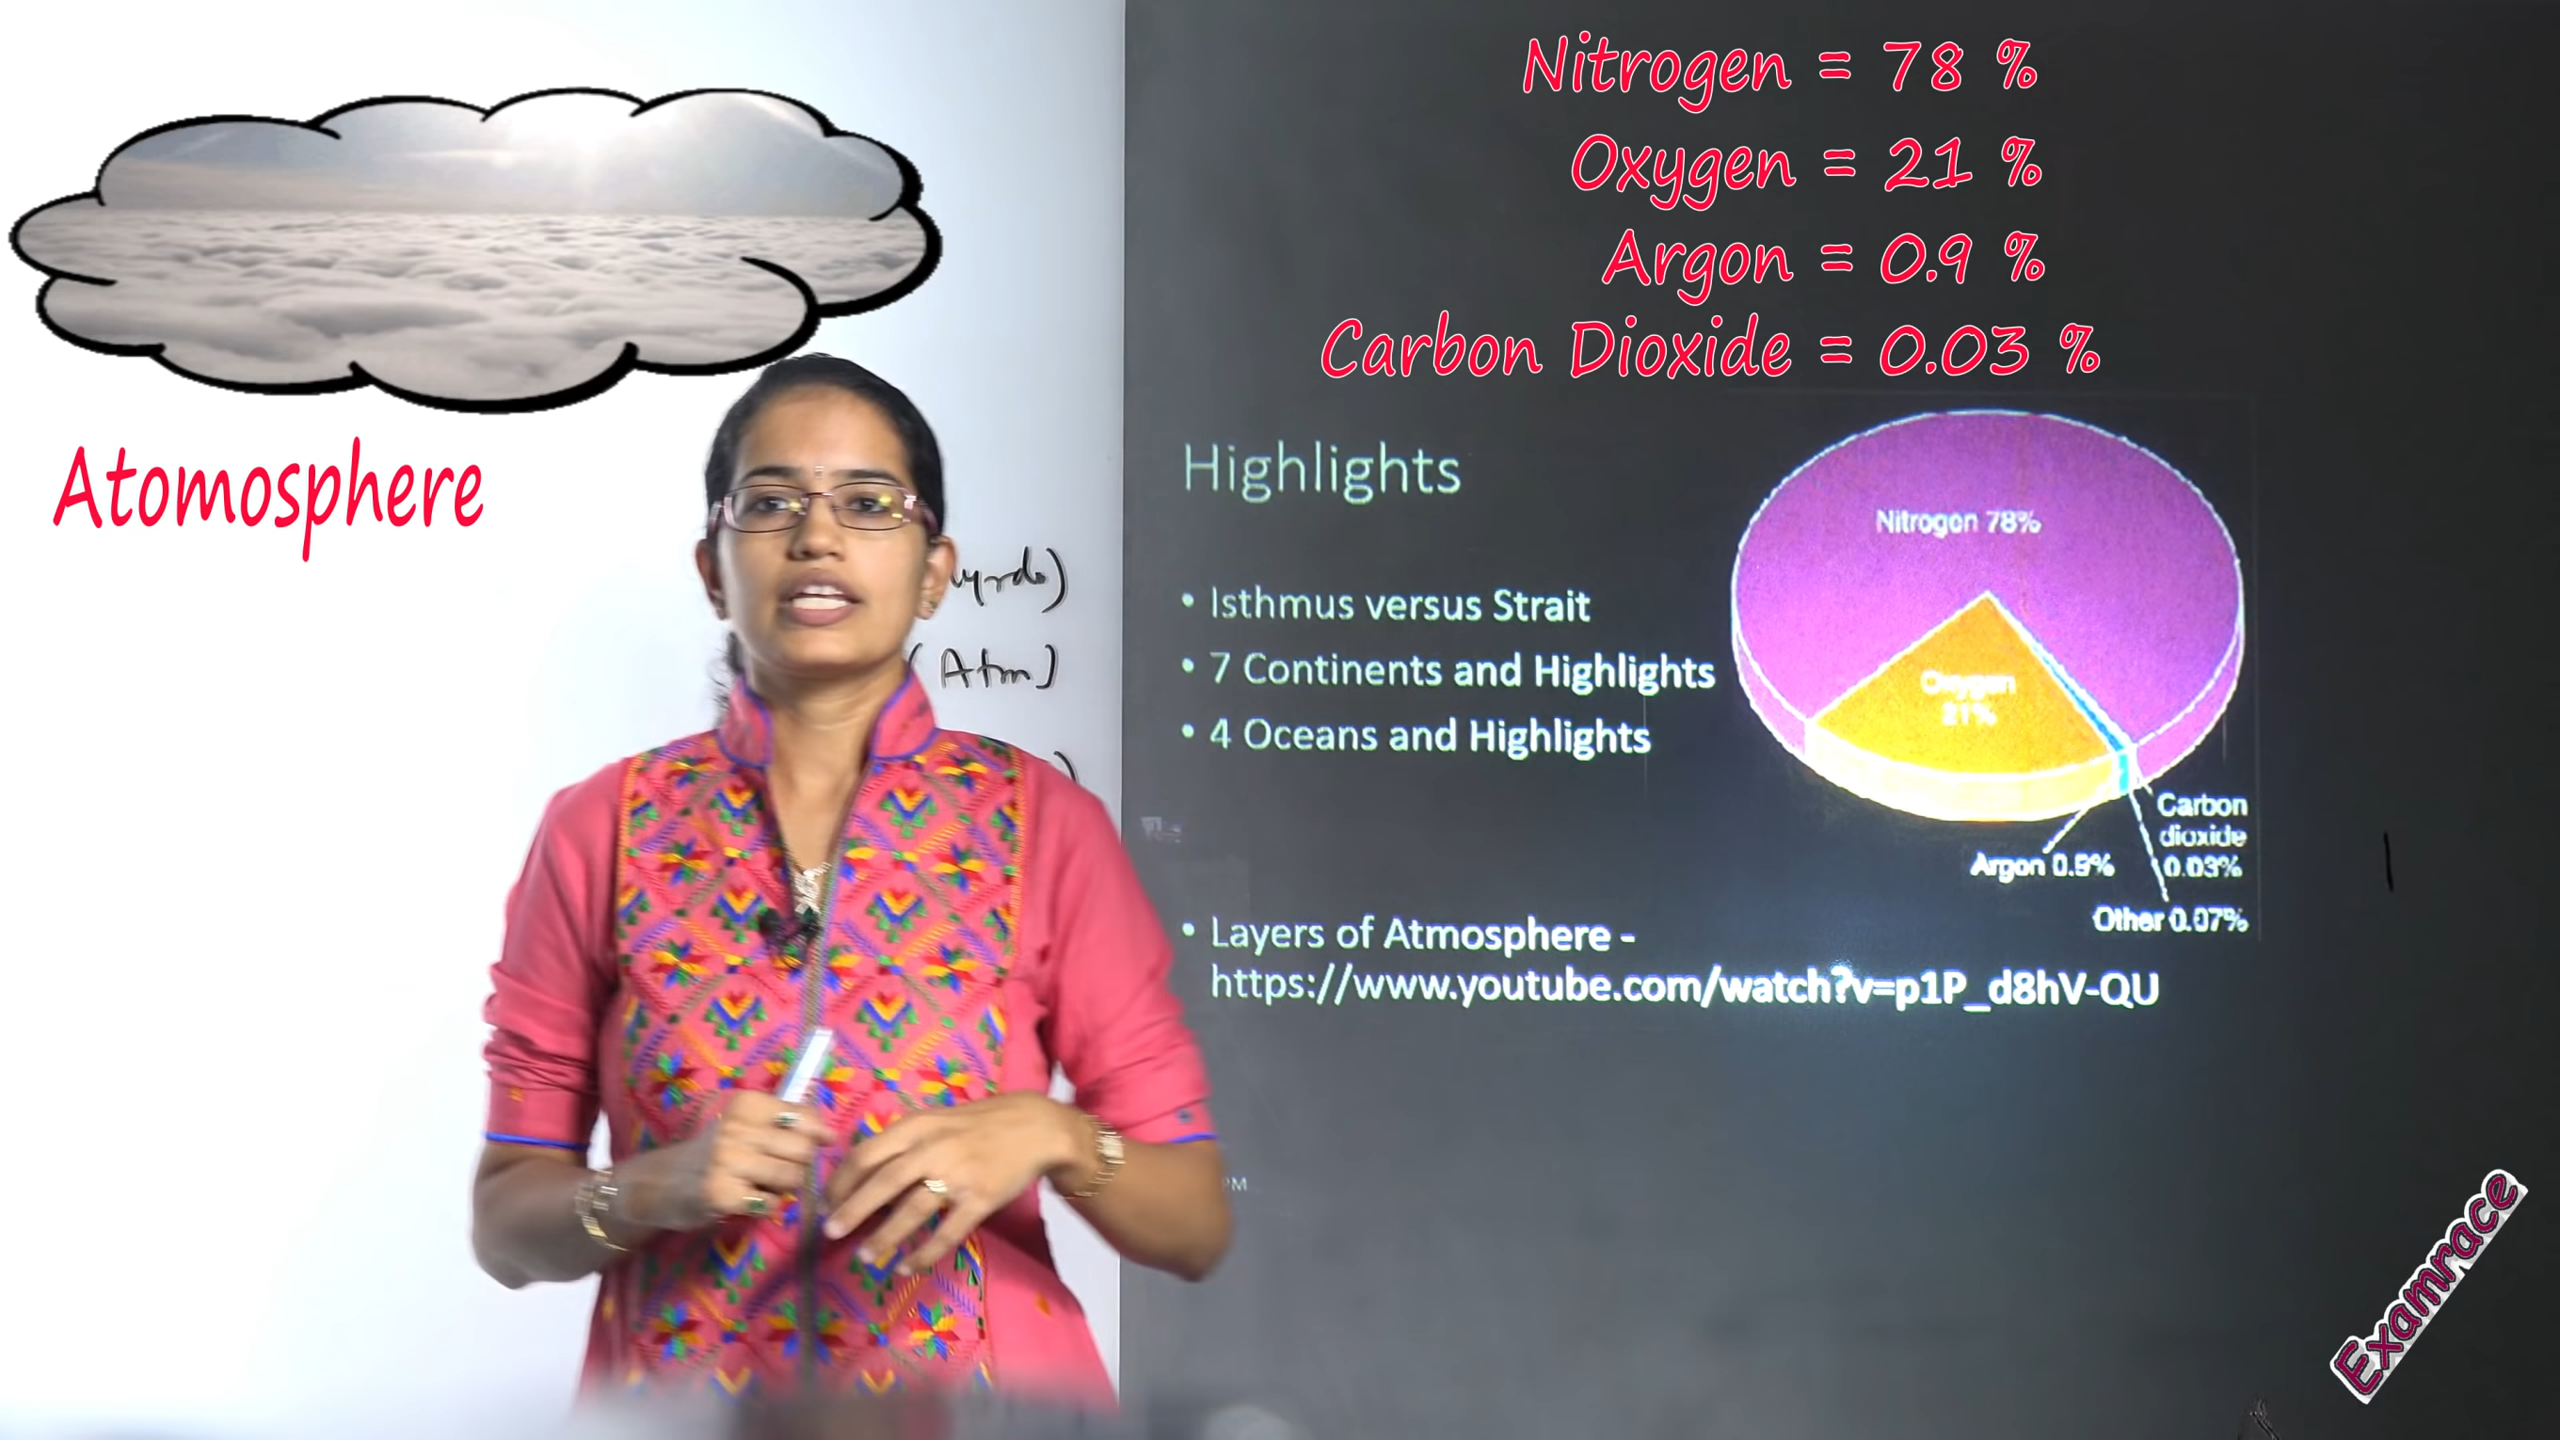 Nitrogen = 78 %
Oxygen = 21 %
Argon = 0.9 %
Carbon Dioxide = 0.03 %
Atomosphere
(Atm)
Highlights
• Isthmus versus Strait
• 7 Continents and Highlights
• 4 Oceans and Highlights
• Layers of Atmosphere -
https://www.youtube.com/watch?v=p1P_d8hV-QU
Nitrogen 78%
Oxygen
21%
Carbon
dioxide
0.03%
Argon 0.9%
Other 0.07%
PM
Examrace